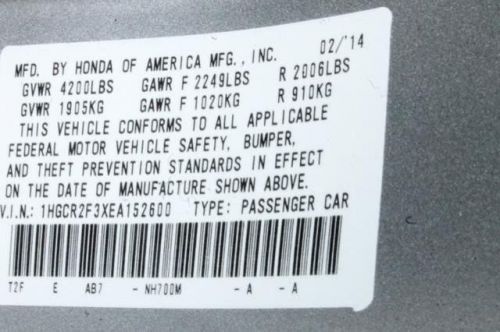 MFD. BY HONDA OF AMERICA MFG., INC. 02/'14
GVWR 4200LBS GAWR F 2249LBS R 2006LBS
GVWR 1905KG GAWR F 1020KG R 910KG
THIS VEHICLE CONFORMS TO ALL APPLICABLE
FEDERAL MOTOR VEHICLE SAFETY, BUMPER,
AND THEFT PREVENTION STANDARDS IN EFFECT
ON THE DATE OF MANUFACTURE SHOWN ABOVE.
V.I.N.: 1HGCR2F3XEA152600 TYPE: PASSENGER CAR
T2F E AB7 - NH700M - A - A